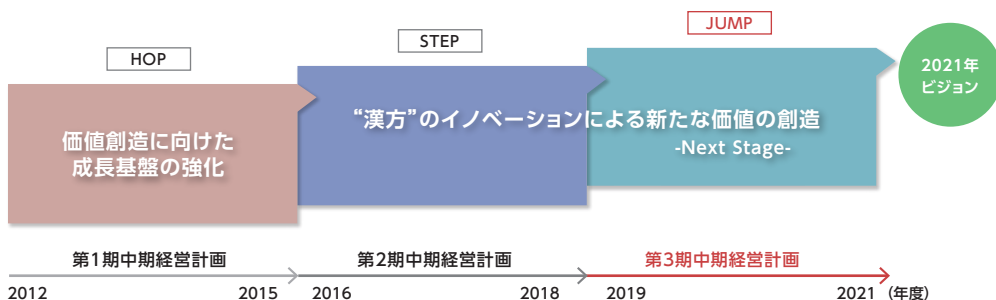 HOP
STEP
JUMP
2021年
ビジョン
価値創造に向けた
成長基盤の強化
“漢方”のイノベーションによる新たな価値の創造
-Next Stage-
第1期中期経営計画
第2期中期経営計画
第3期中期経営計画
2012
2015
2016
2018
2019
2021
(年度)